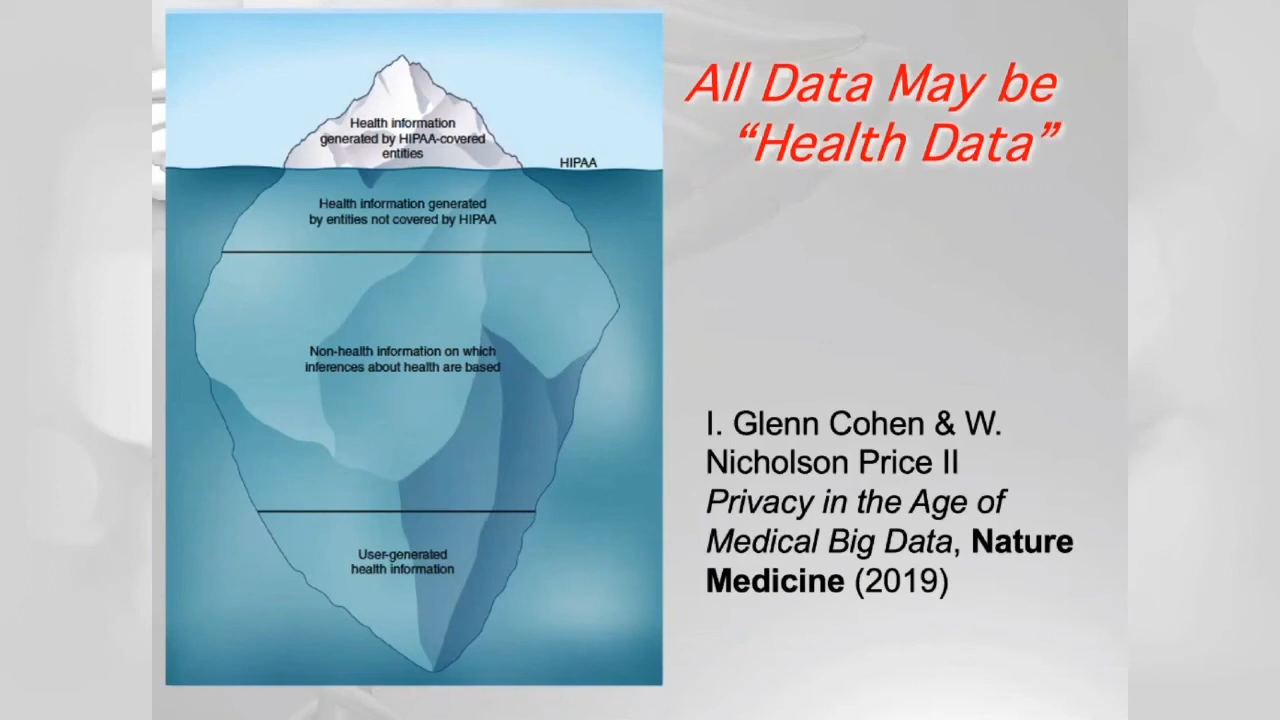 All Data May be
“Health Data”
Health information
generated by HIPAA-covered
entities
HIPAA
Health information generated
by entities not covered by HIPAA
Non-health information on which
inferences about health are based
User-generated
health information
I. Glenn Cohen & W.
Nicholson Price II
Privacy in the Age of
Medical Big Data, Nature
Medicine (2019)